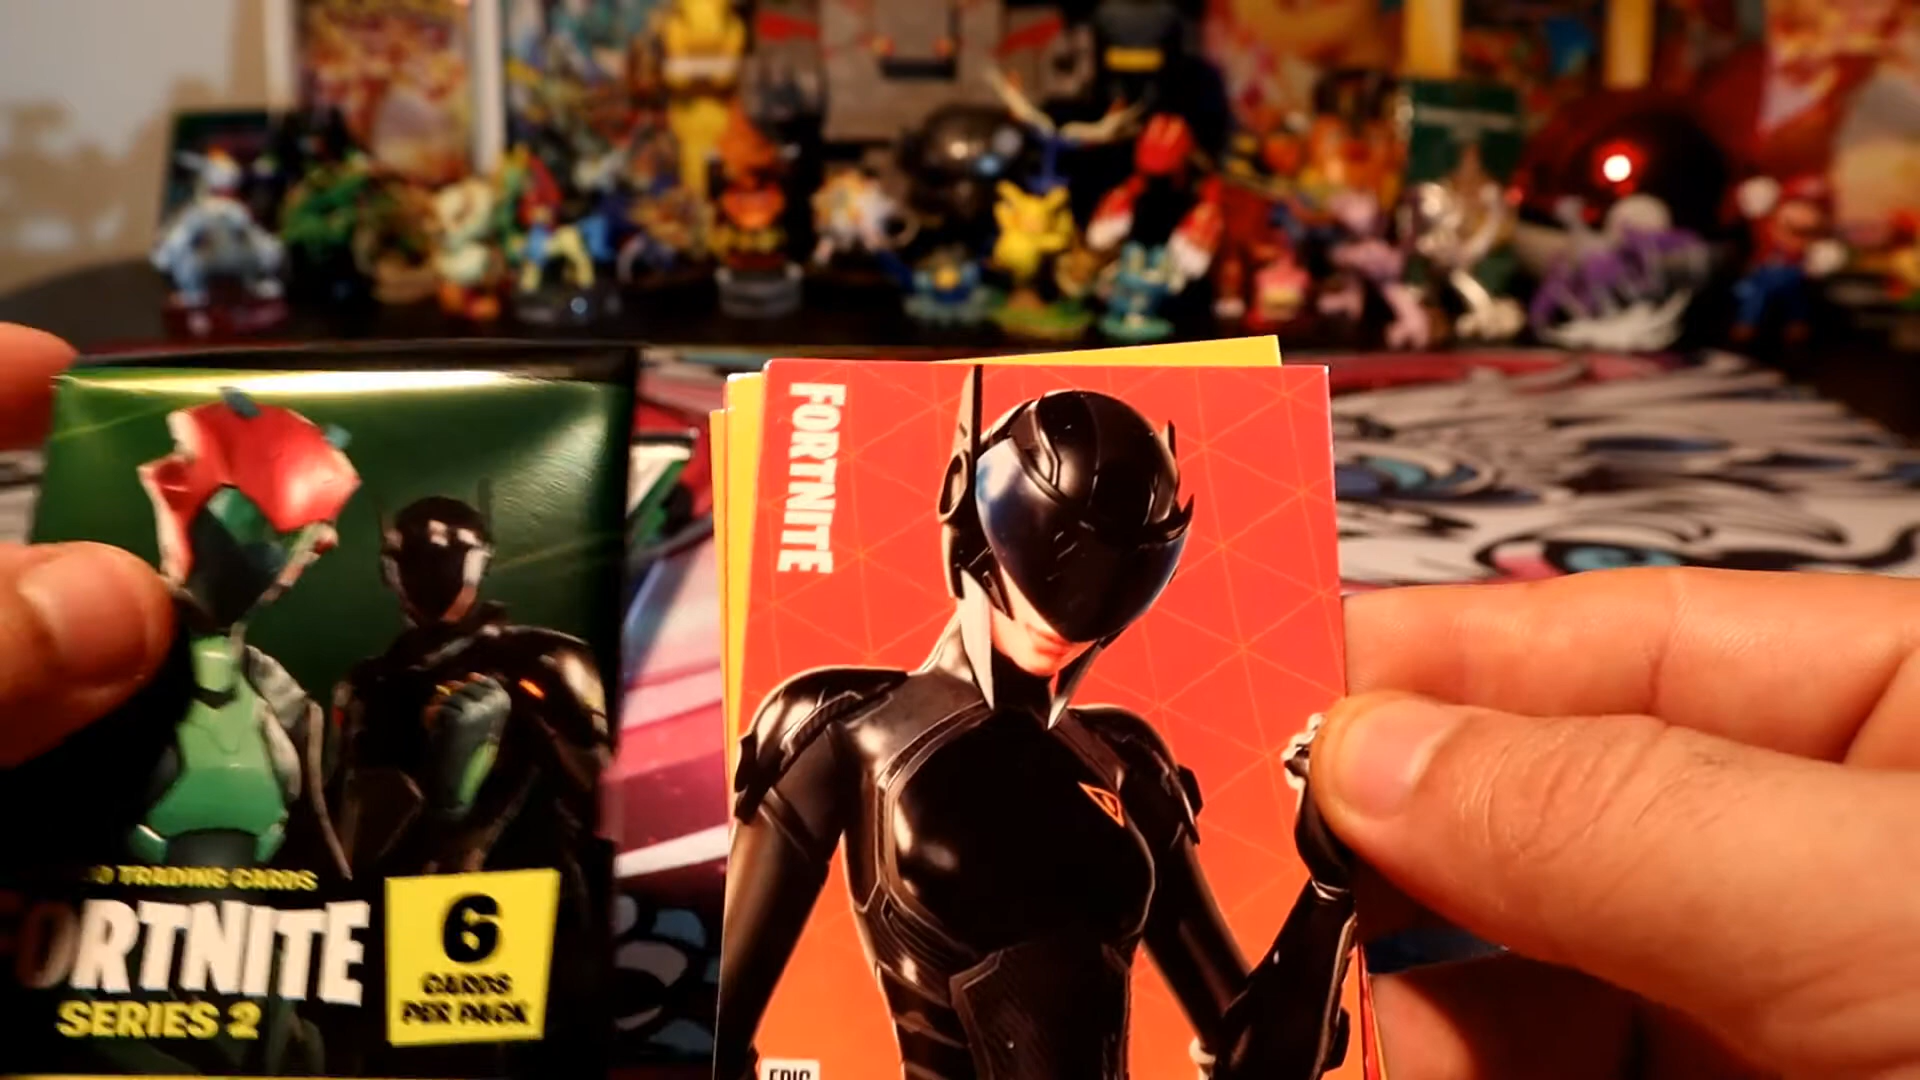 TRADING CARDS
FORTNITE
SERIES 2
6
CARDS
PER PACK
FORTNITE
EPIC